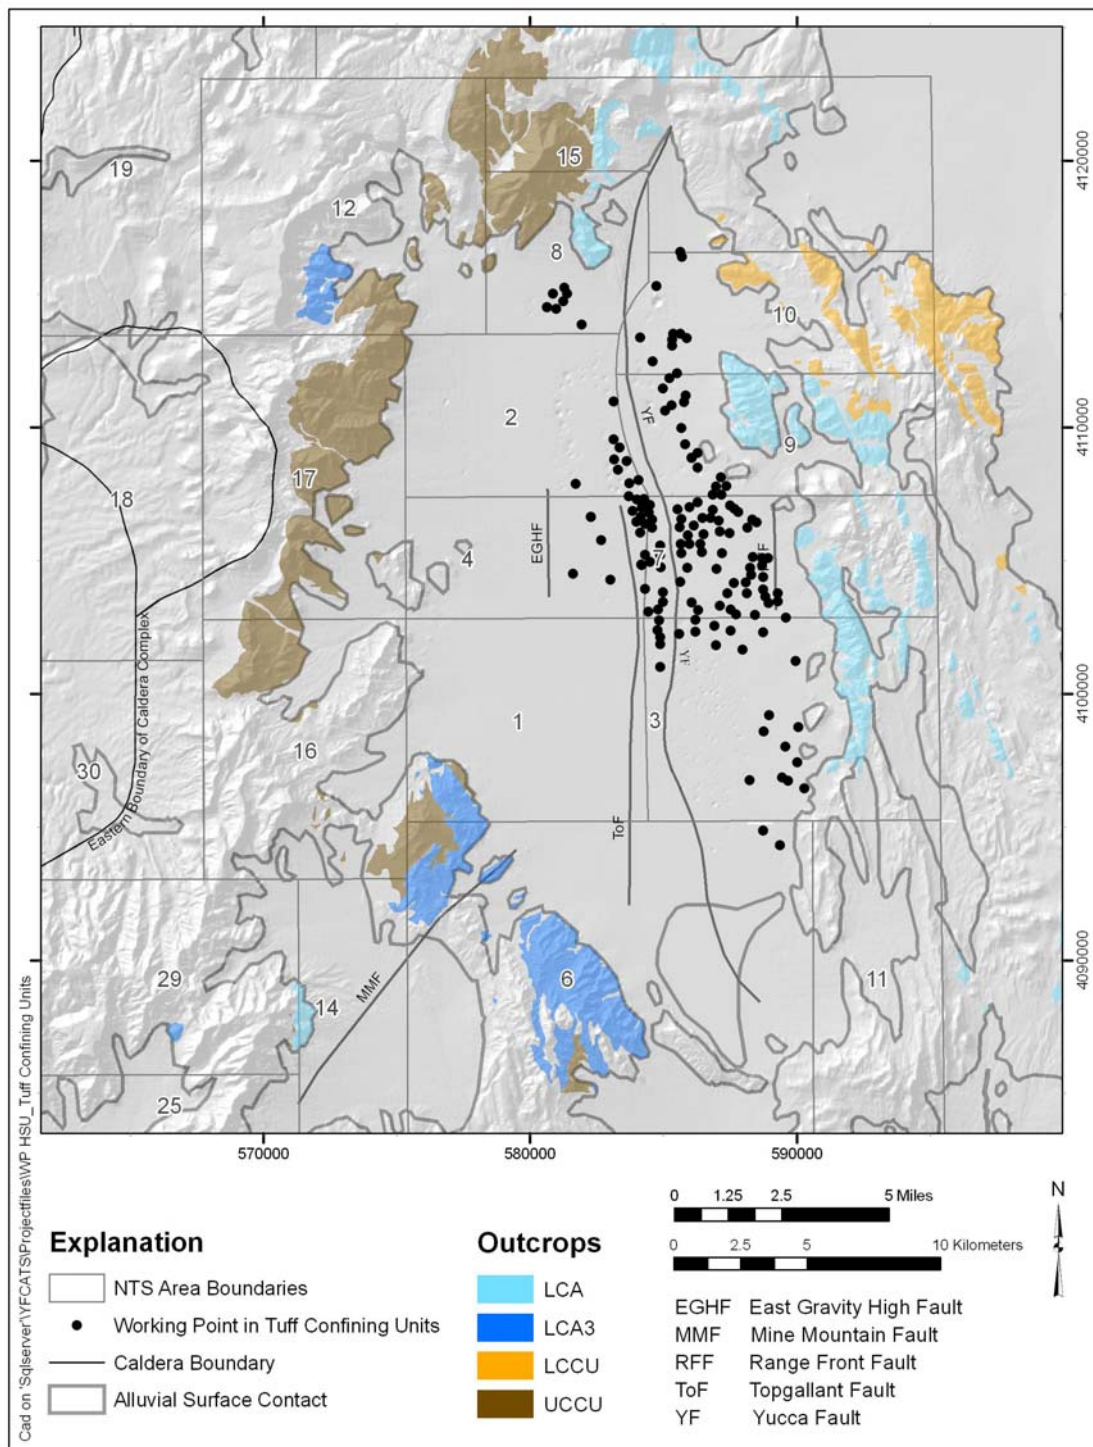 19
12
15
8
10
9
2
YF
17
18
4
EGHF
7
Eastern Boundary of Caldera Complex
1
3
YF
16
30
ToF
29
14
MMF
6
11
25
4120000
4110000
4100000
4090000
570000
580000
590000
Cad on 'Sqlserver'\YFCATS\Projectfiles\WP HSU_Tuff Confining Units
Explanation
NTS Area Boundaries
Working Point in Tuff Confining Units
Caldera Boundary
Alluvial Surface Contact
Outcrops
LCA
LCA3
LCCU
UCCU
0 1.25 2.5 5 Miles
0 2.5 5 10 Kilometers
N
EGHF East Gravity High Fault
MMF Mine Mountain Fault
RFF Range Front Fault
ToF Topgallant Fault
YF Yucca Fault